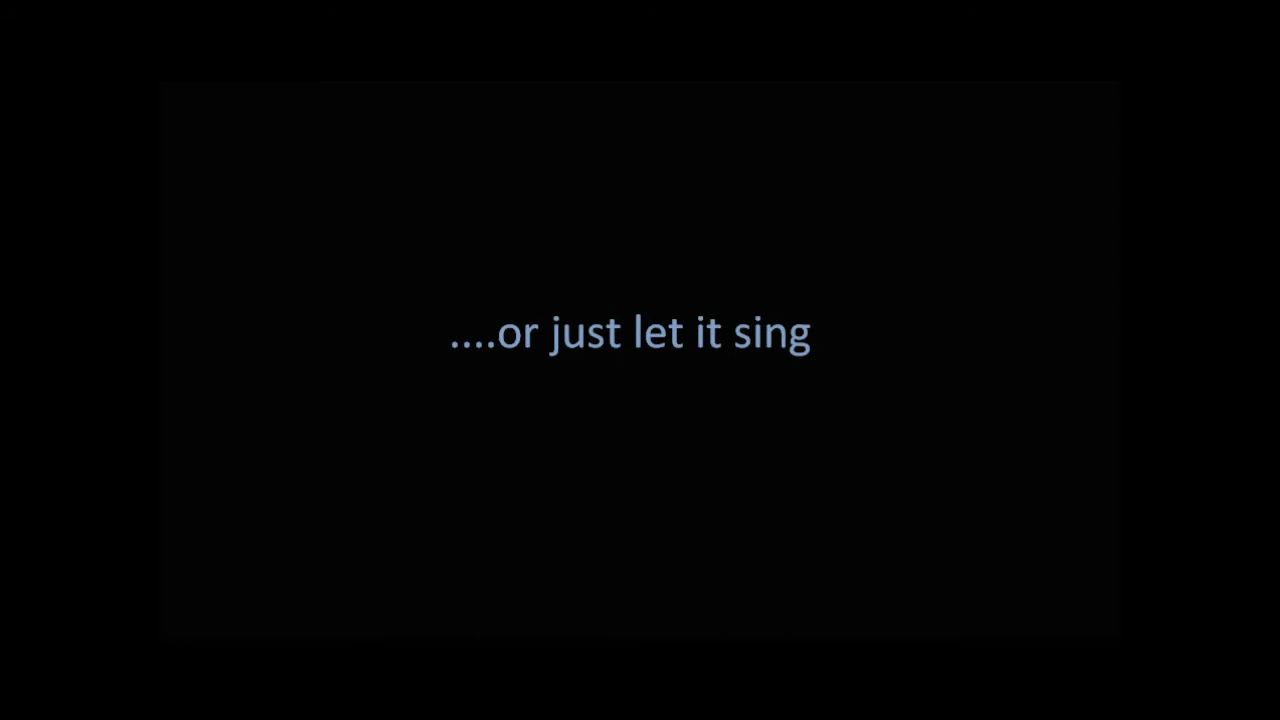 ....or just let it sing